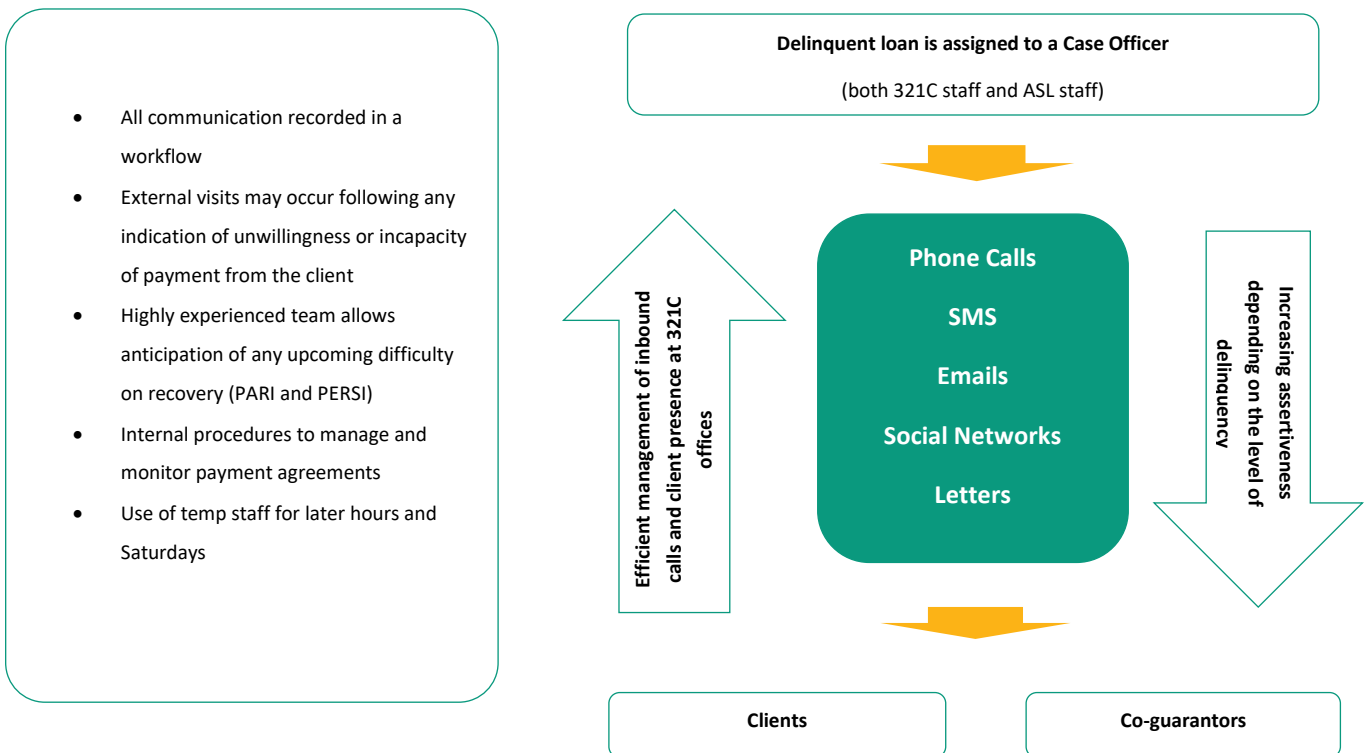 • All communication recorded in a
workflow
• External visits may occur following any
indication of unwillingness or incapacity
of payment from the client
• Highly experienced team allows
anticipation of any upcoming difficulty
on recovery (PARI and PERSI)
• Internal procedures to manage and
monitor payment agreements
• Use of temp staff for later hours and
Saturdays
Delinquent loan is assigned to a Case Officer
(both 321C staff and ASL staff)
Efficient management of inbound
calls and client presence at 321C
offices
Phone Calls
SMS
Emails
Social Networks
Letters
Increasing assertiveness
depending on the level of
delinquency
Clients
Co-guarantors